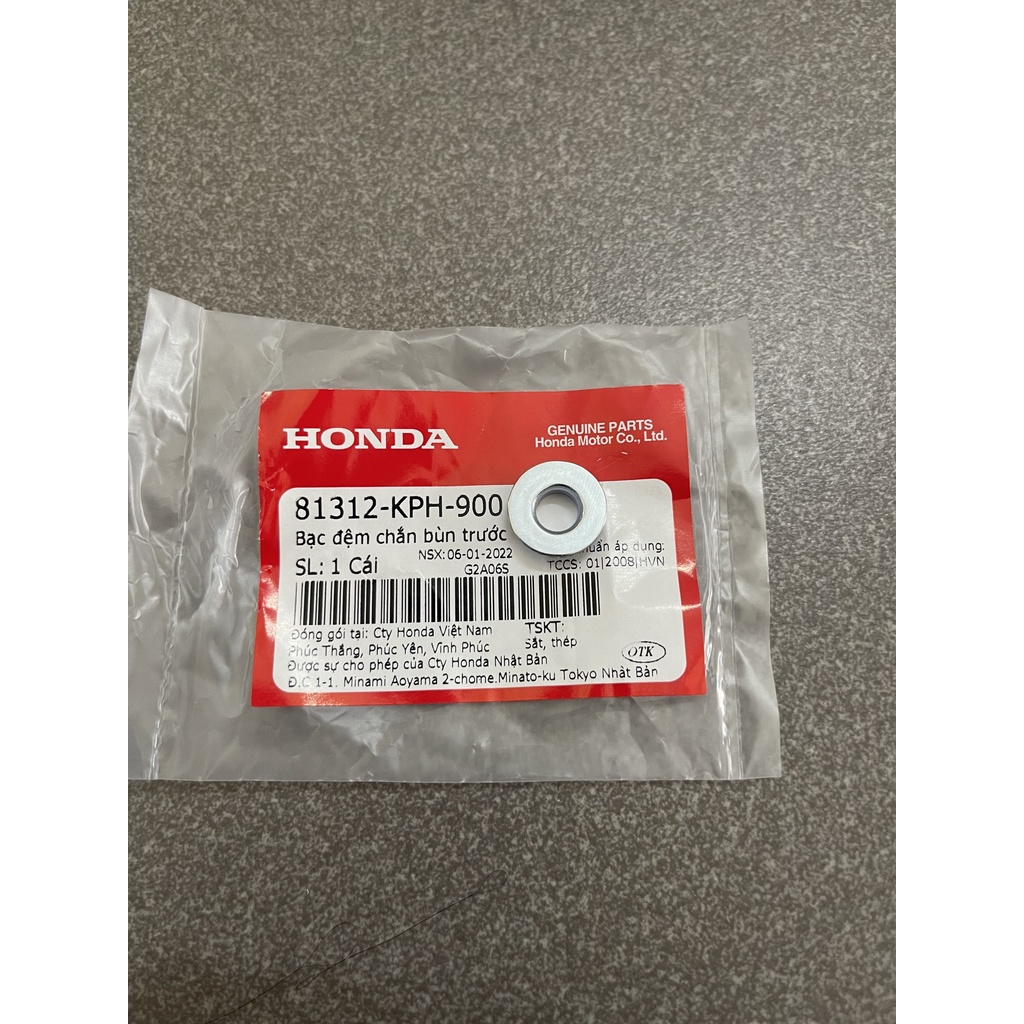 HONDA
GENUINE PARTS
Honda Motor Co., Ltd.
81312-KPH-900
Bạc đệm chắn bùn trước
NSX: 06-01-2022 áp dụng:
SL: 1 Cái G2A06S TCCS: 01|2008|HVN
Đóng gói tại: Cty Honda Việt Nam TSKT:
Phúc Thắng, Phúc Yên, Vĩnh Phúc Sắt, thép
Được sự cho phép của Cty Honda Nhật Bản OTK
Đ.C 1-1. Minami Aoyama 2-chome.Minato-ku Tokyo Nhật Bản